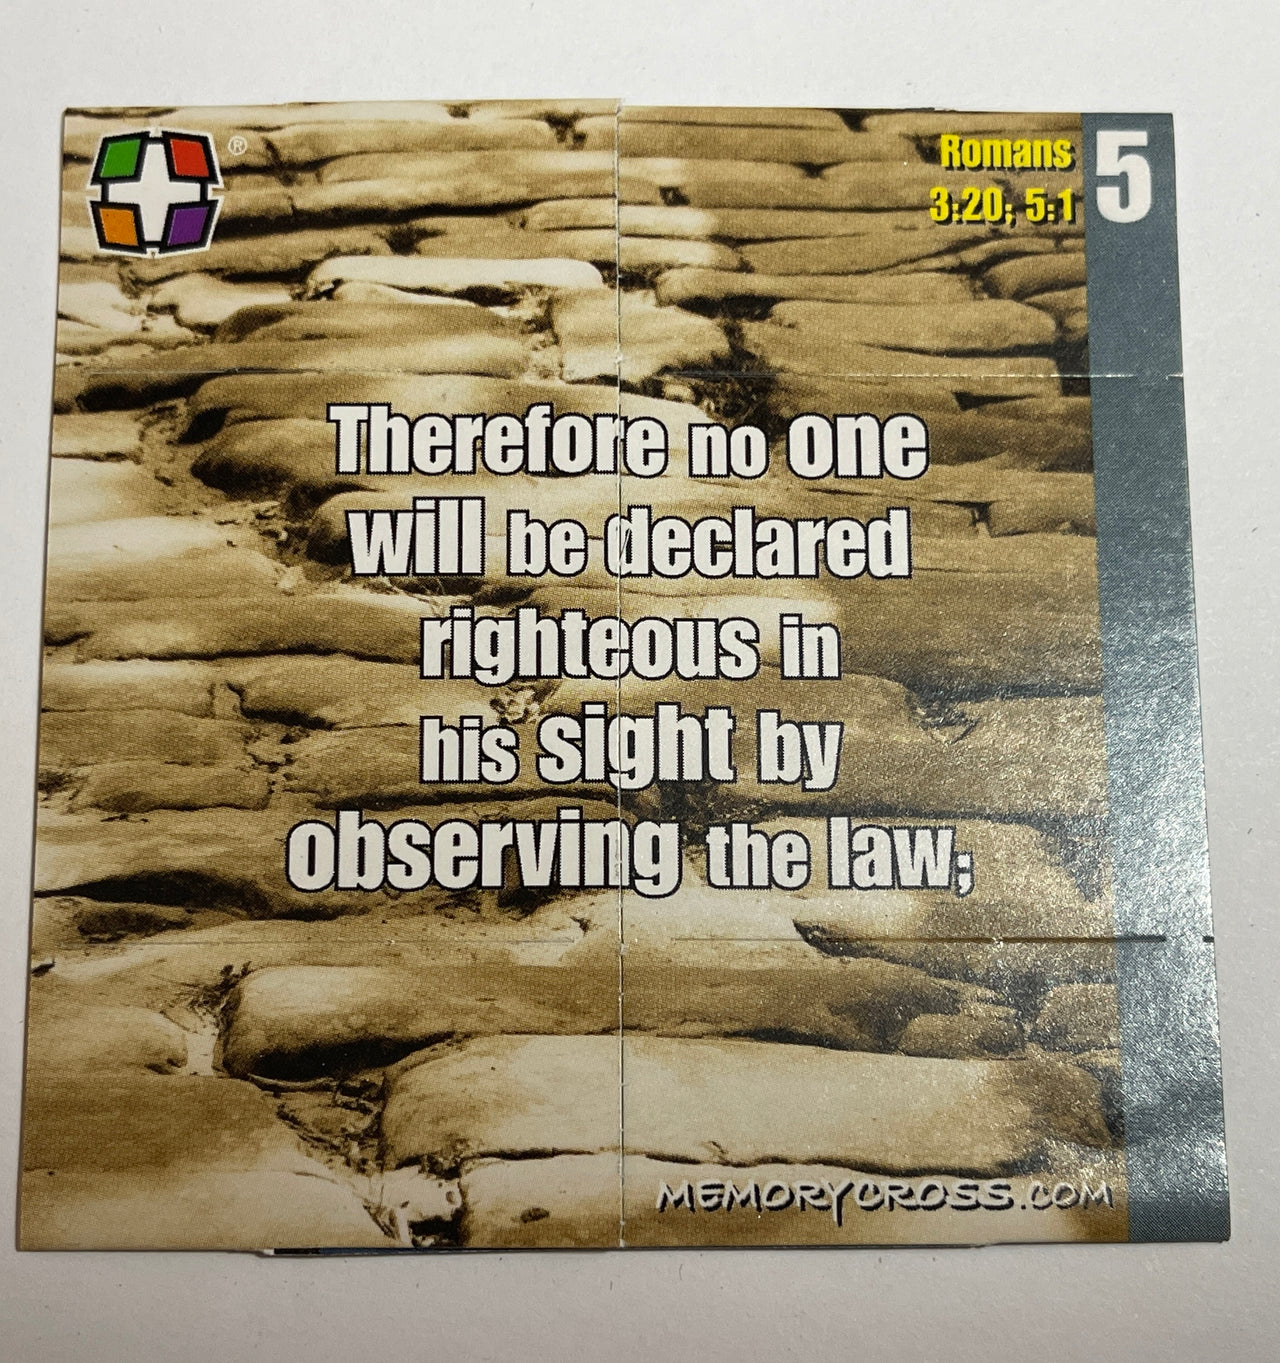 ®
Romans
3:20; 5:1
5
Therefore no one
will be declared
righteous in
his sight by
observing the law;
MEMORYCROSS.COM